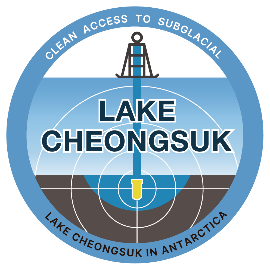 CLEAN ACCESS TO SUBGLACIAL
LAKE
CHEONGSUK
LAKE CHEONGSUK IN ANTARCTICA